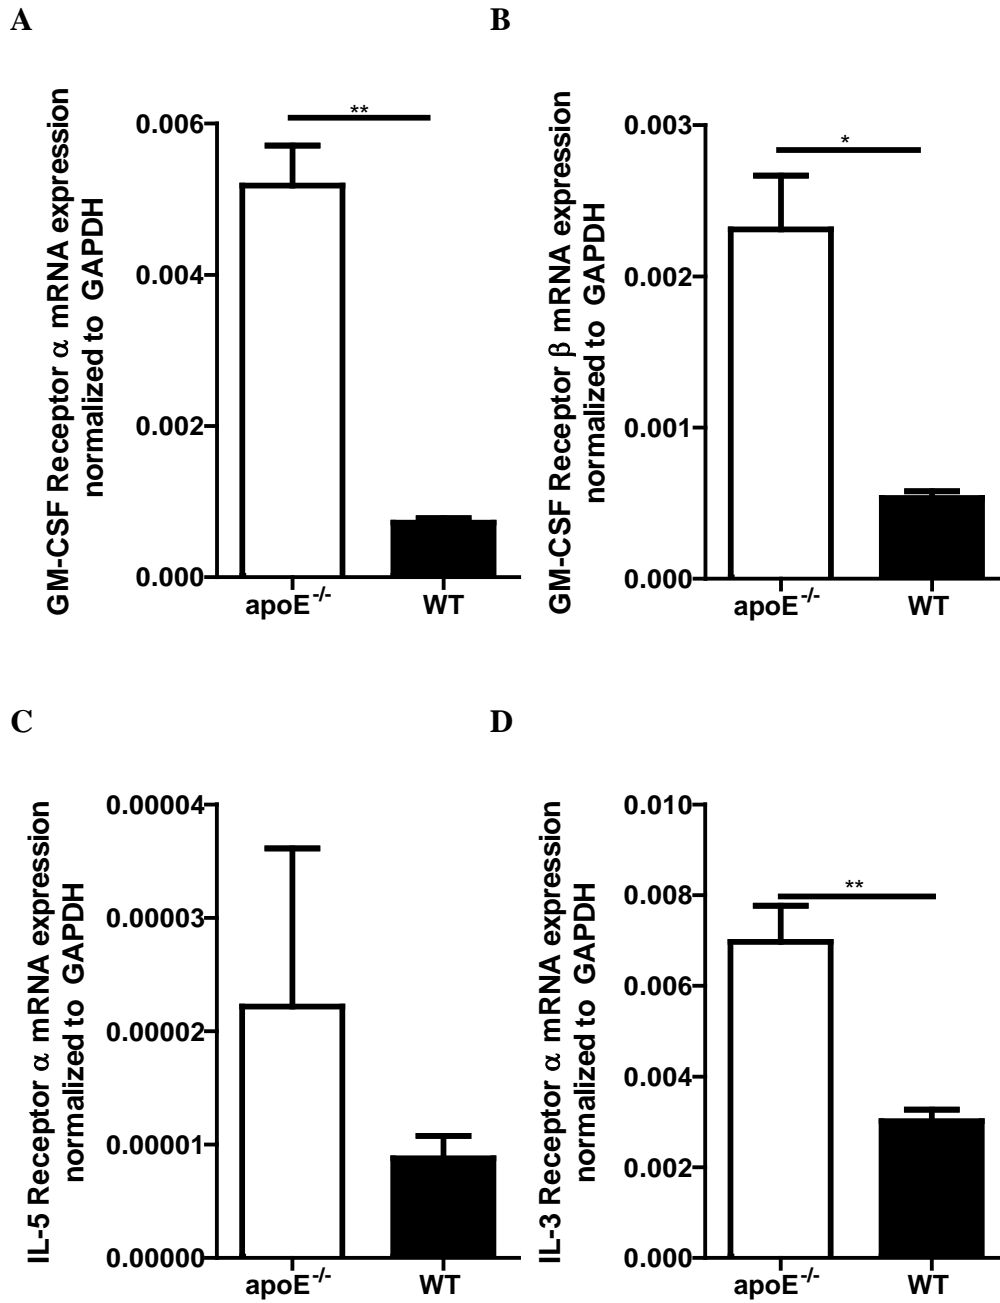 A
GM-CSF Receptor α mRNA expression
normalized to GAPDH
0.006
0.004
0.002
0.000
**
apoE-/-
WT
B
GM-CSF Receptor β mRNA expression
normalized to GAPDH
0.003
0.002
0.001
0.000
*
apoE-/-
WT
C
IL-5 Receptor α mRNA expression
normalized to GAPDH
0.00004
0.00003
0.00002
0.00001
0.00000
apoE-/-
WT
D
IL-3 Receptor α mRNA expression
normalized to GAPDH
0.010
0.008
0.006
0.004
0.002
0.000
**
apoE-/-
WT